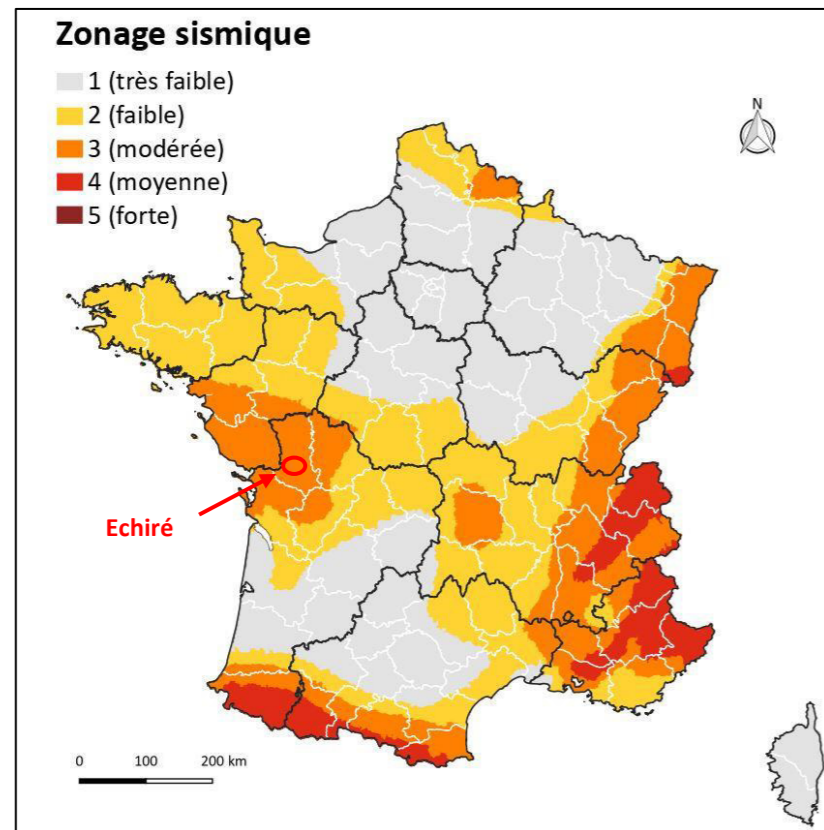 Zonage sismique
1 (très faible)
2 (faible)
3 (modérée)
4 (moyenne)
5 (forte)
N
Echiré
0 100 200 km